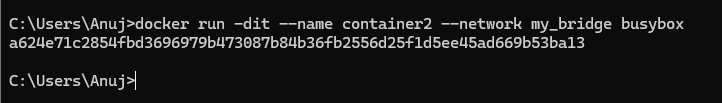 C:\Users\Anuj>docker run -dit --name container2 --network my_bridge busybox
a624e71c2854fbd3696979b473087b84b36fb2556d25f1d5ee45ad669b53ba13
C:\Users\Anuj>